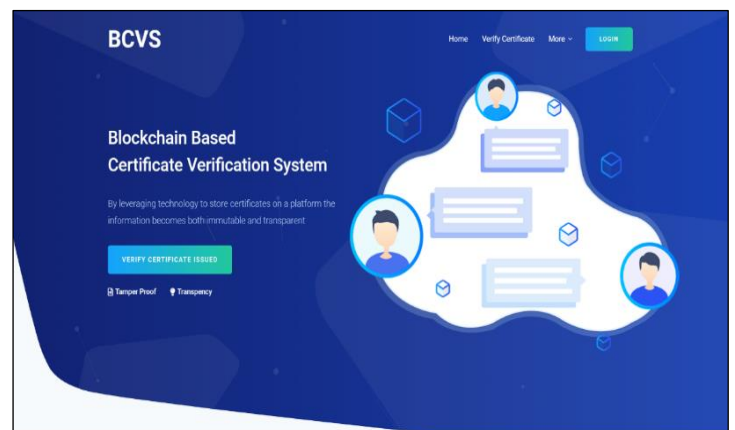 BCVS
Home Verify Certificate More LOGIN
Blockchain Based
Certificate Verification System
By leveraging technology to store certificates on a platform the
information becomes both immutable and transparent
VERIFY CERTIFICATE ISSUED
Tamper Proof Transpency